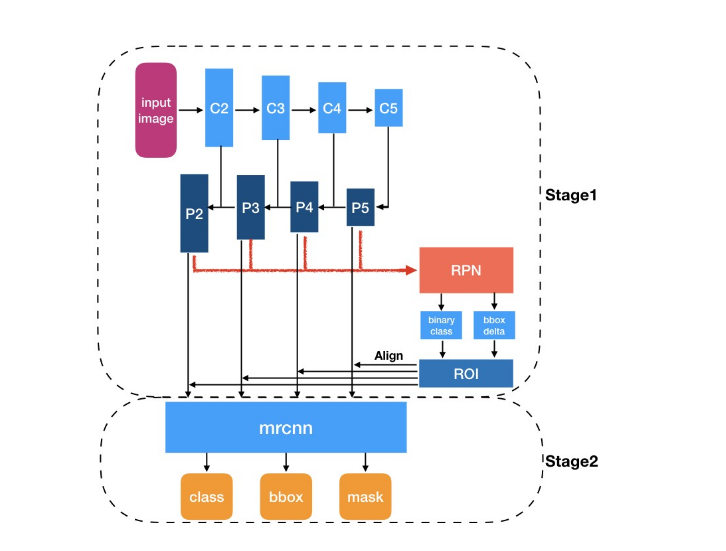 input
image
C2
C3
C4
C5
P2
P3
P4
P5
Stage1
RPN
binary
class
bbox
delta
Align
ROI
mrcnn
Stage2
class
bbox
mask